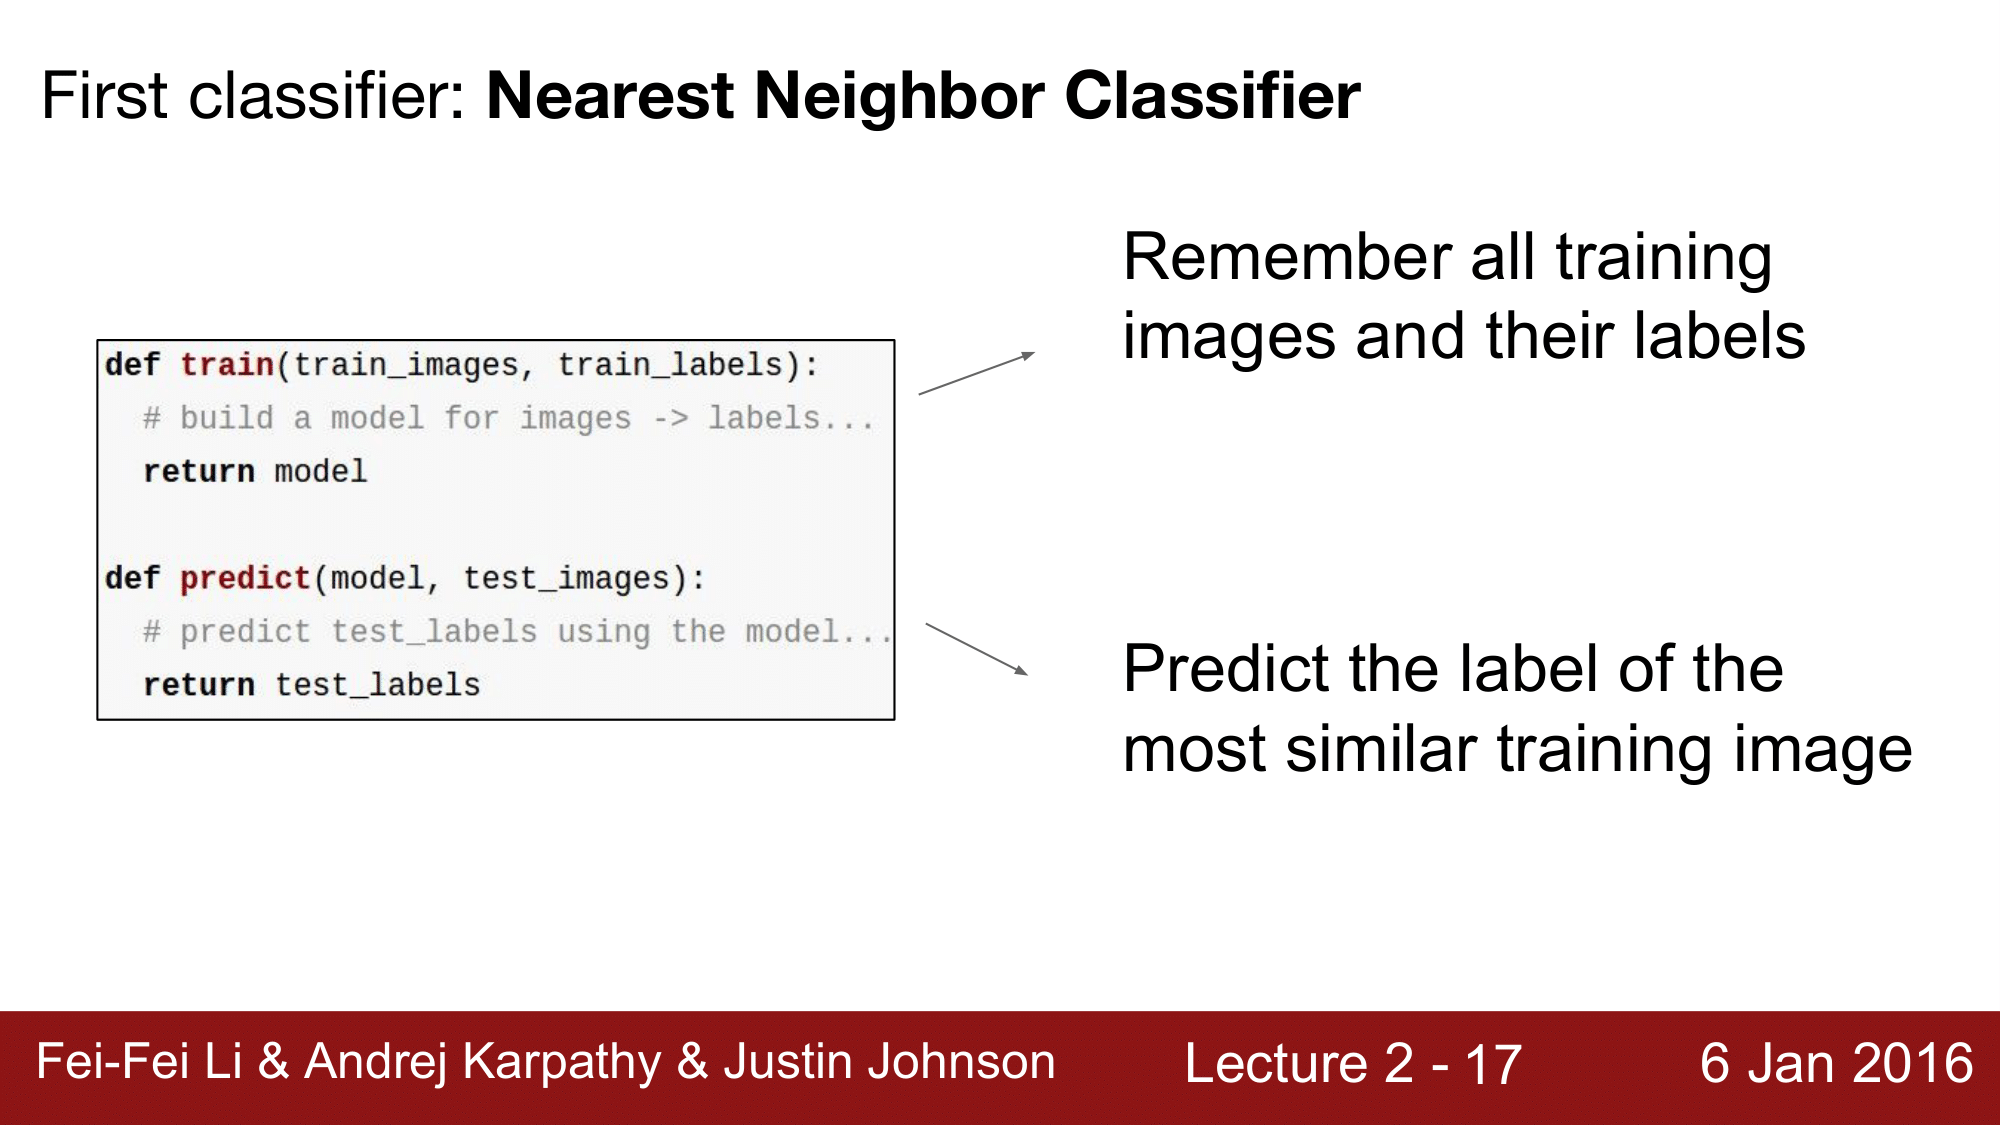 First classifier: Nearest Neighbor Classifier
def train(train_images, train_labels):
# build a model for images -> labels...
return model
def predict(model, test_images):
# predict test_labels using the model...
return test_labels
Remember all training
images and their labels
Predict the label of the
most similar training image
Fei-Fei Li & Andrej Karpathy & Justin Johnson
Lecture 2 - 17
6 Jan 2016